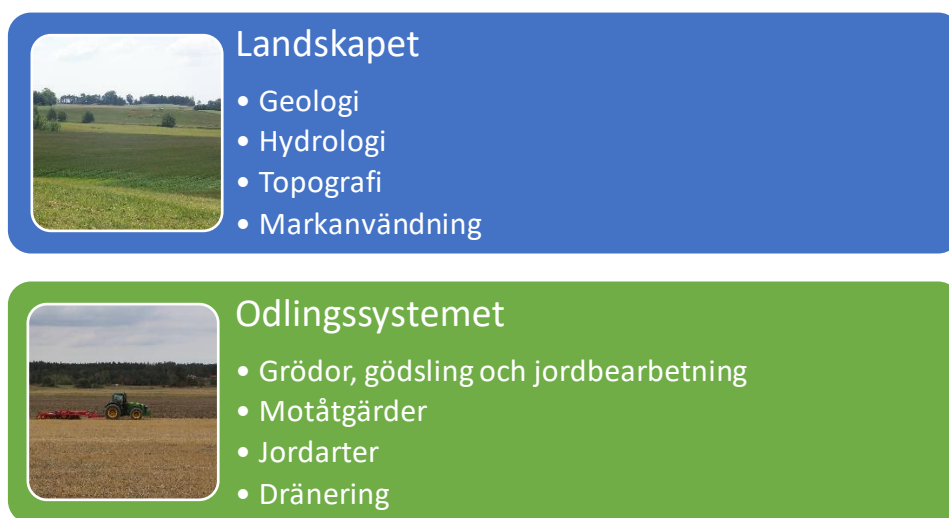 Landskapet
• Geologi
• Hydrologi
• Topografi
• Markanvändning
Odlingssystemet
• Grödor, gödsling och jordbearbetning
• Motåtgärder
• Jordarter
• Dränering